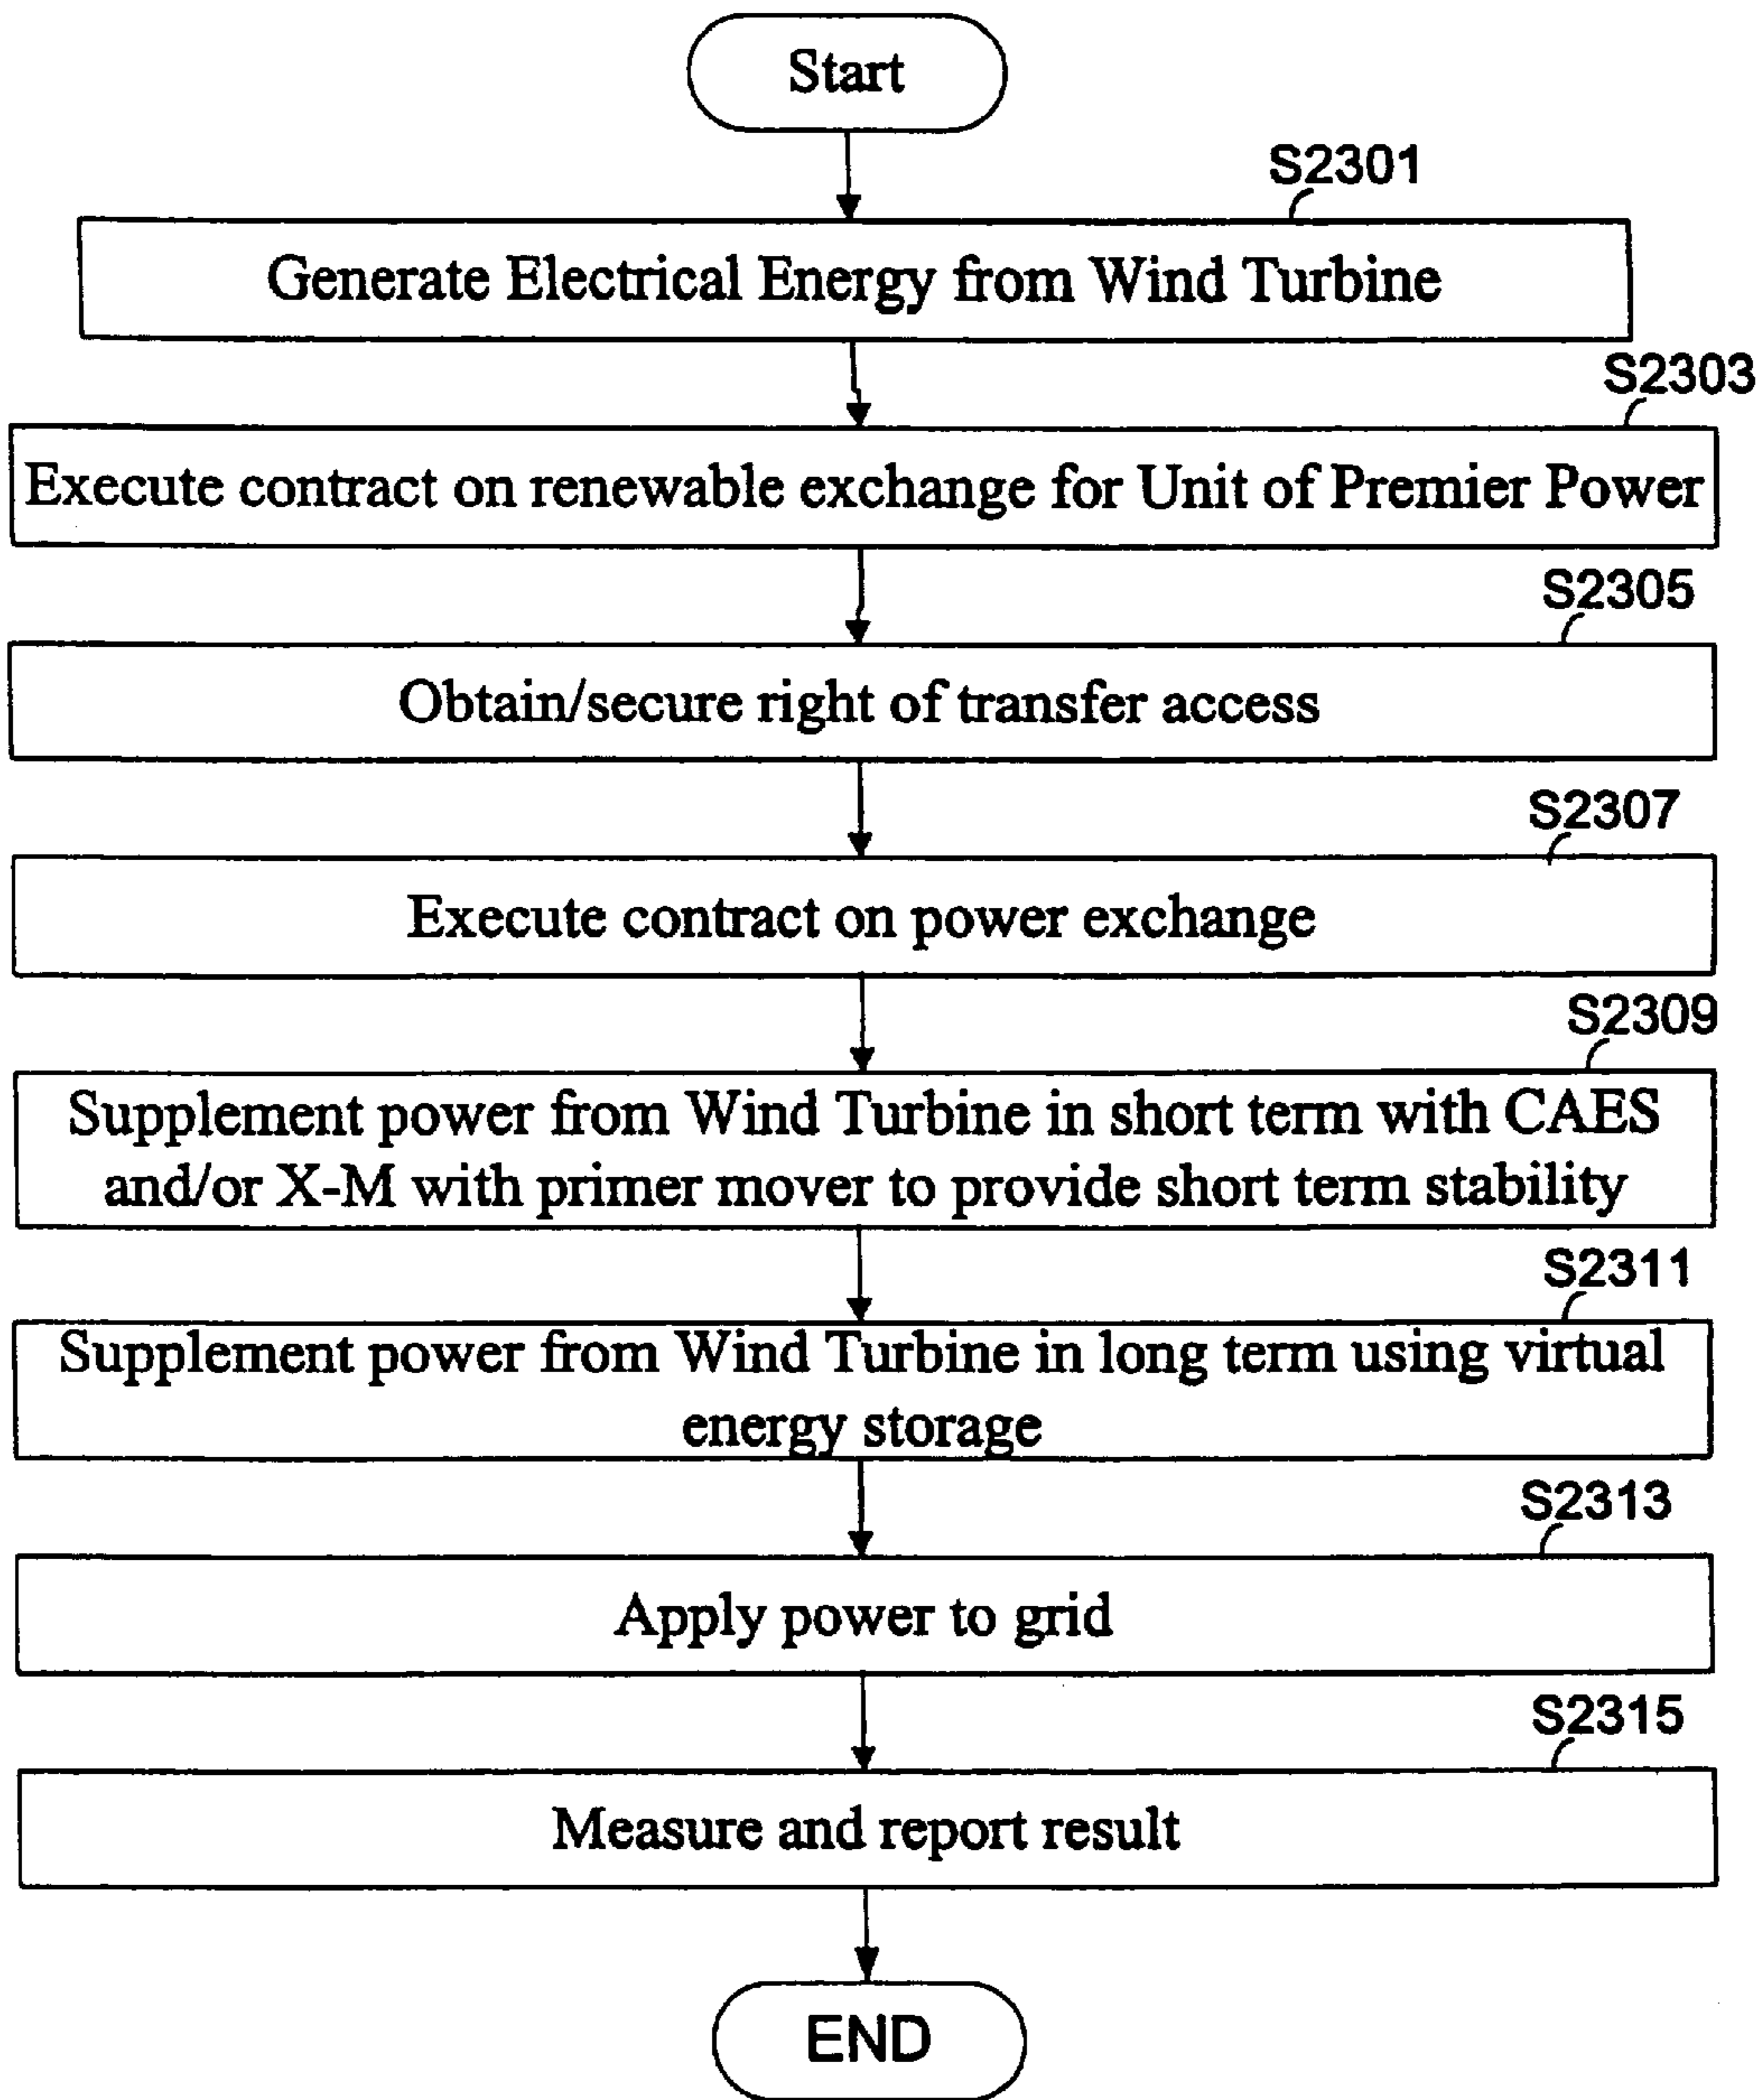 Start
S2301
Generate Electrical Energy from Wind Turbine
S2303
Execute contract on renewable exchange for Unit of Premier Power
S2305
Obtain/secure right of transfer access
S2307
Execute contract on power exchange
S2309
Supplement power from Wind Turbine in short term with CAES
and/or X-M with primer mover to provide short term stability
S2311
Supplement power from Wind Turbine in long term using virtual
energy storage
S2313
Apply power to grid
S2315
Measure and report result
END